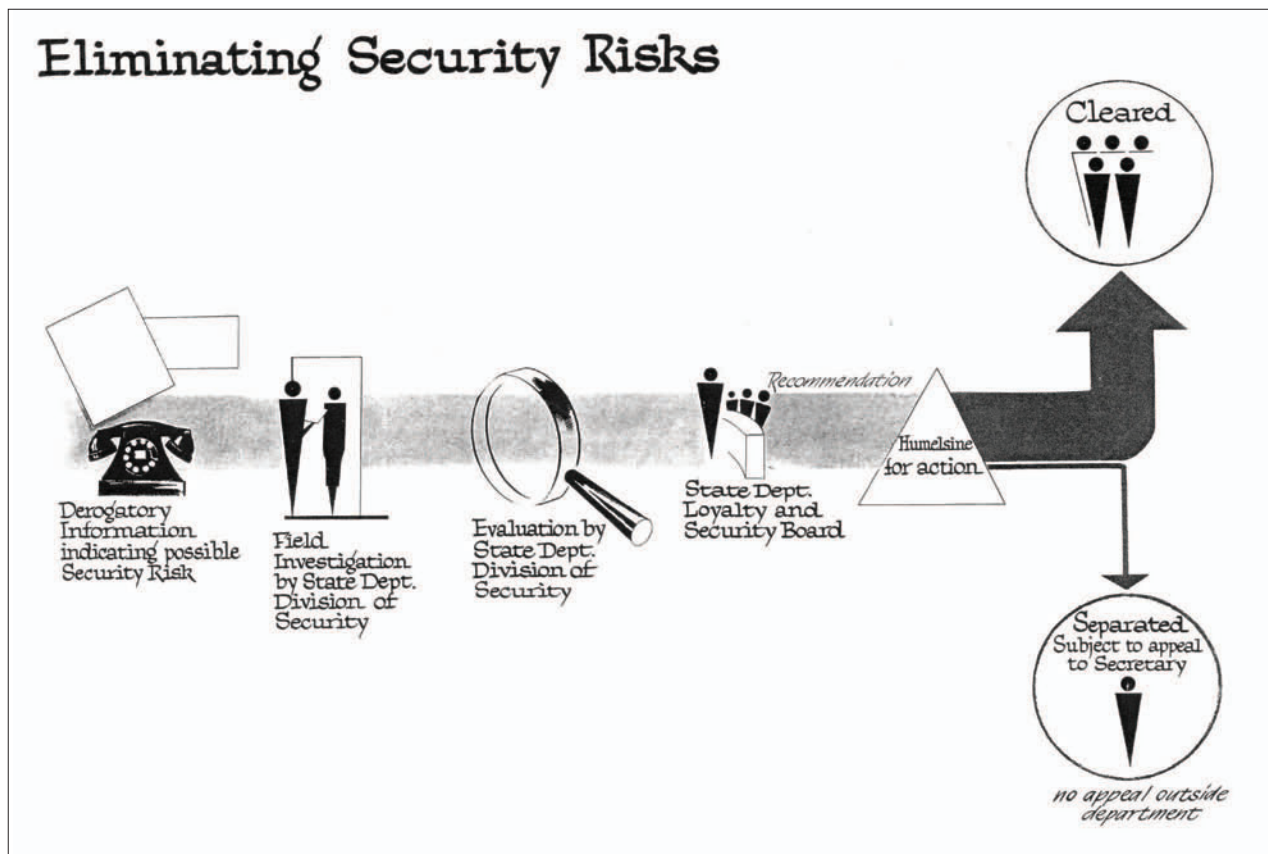 Eliminating Security Risks
Cleared
Derogatory
Information
indicating possible
Security Risk
Field
Investigation
by State Dept.
Division of
Security
Evaluation by
State Dept.
Division of
Security
State Dept.
Loyalty and
Security Board
Recommendation
Humelsine
for action
Separated
Subject to appeal
to Secretary
no appeal outside
department